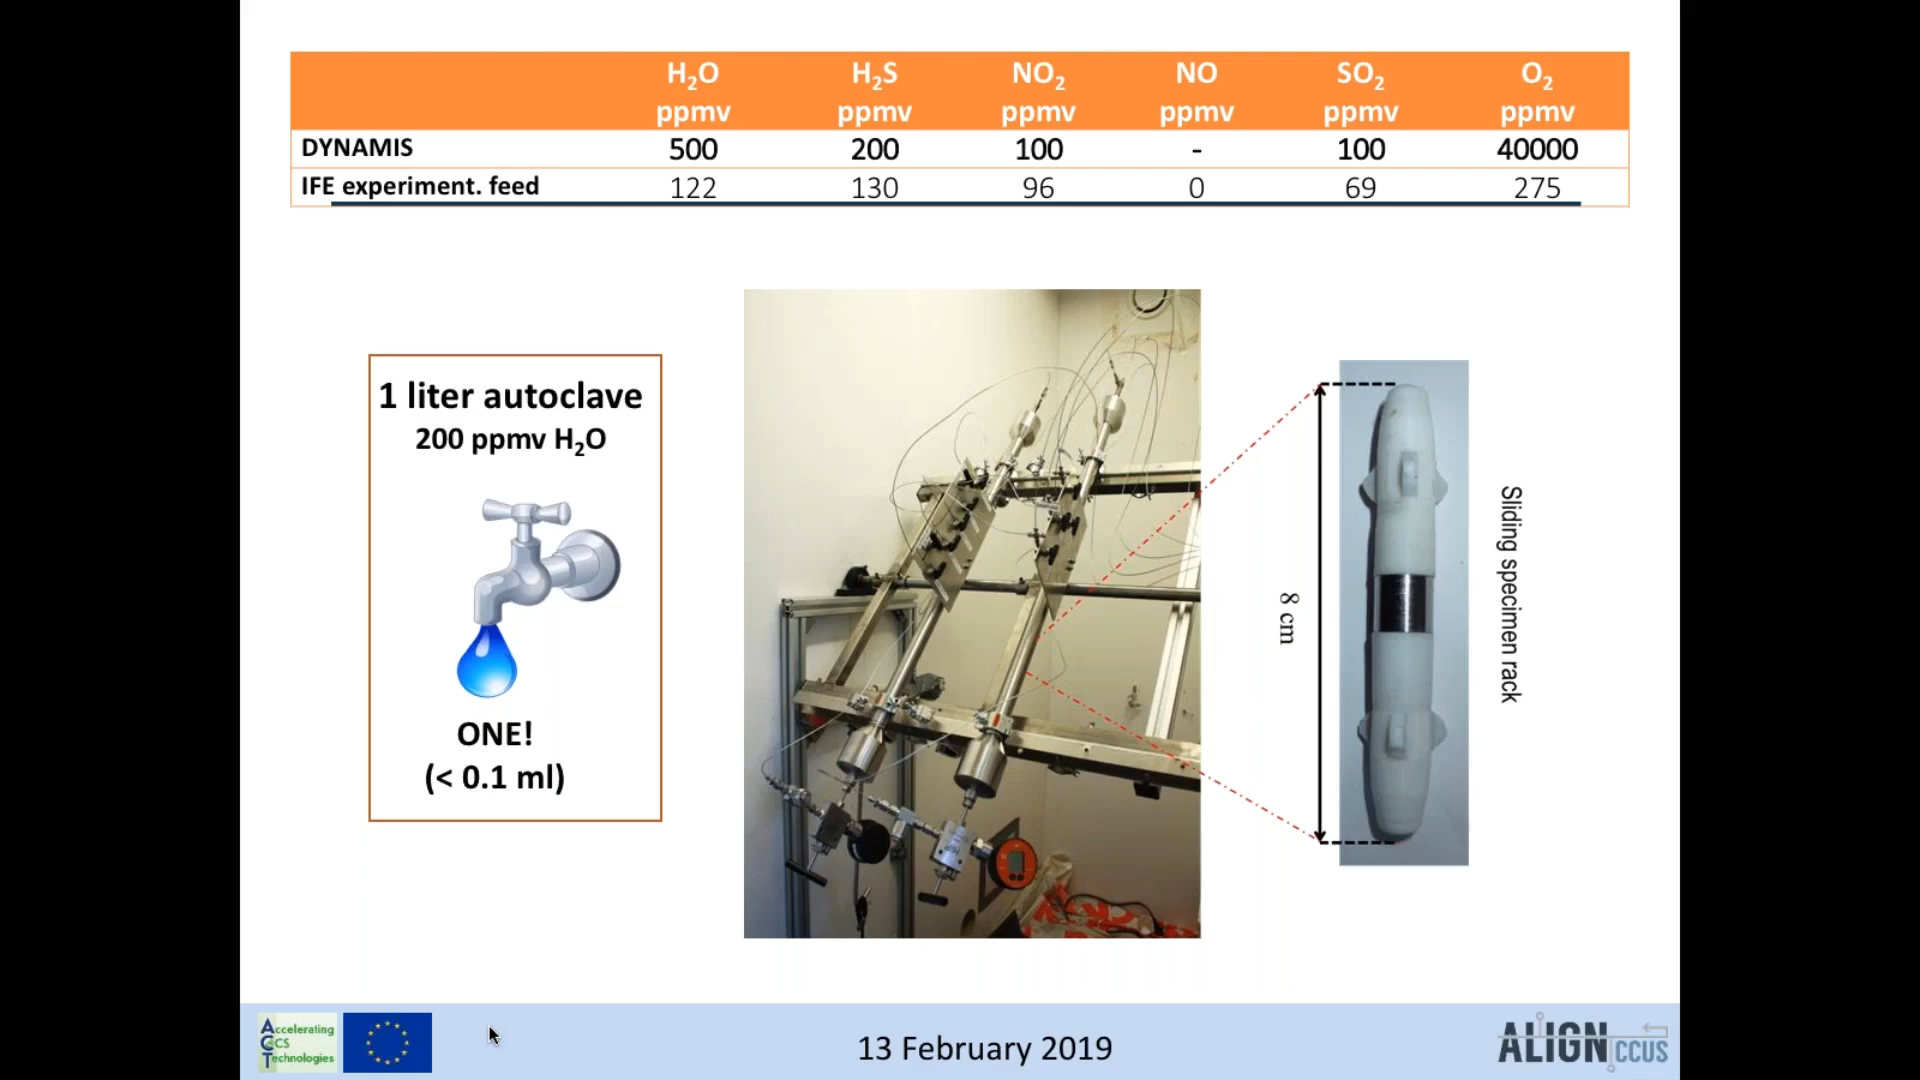 H₂O H₂S NO₂ NO SO₂ O₂
ppmv ppmv ppmv ppmv ppmv ppmv
DYNAMIS 500 200 100 - 100 40000
IFE experiment. feed 122 130 96 0 69 275
1 liter autoclave
200 ppmv H₂O
ONE!
(< 0.1 ml)
8 cm
Sliding specimen rack
Accelerating
CS
Technologies
13 February 2019
ALIGN CCUS